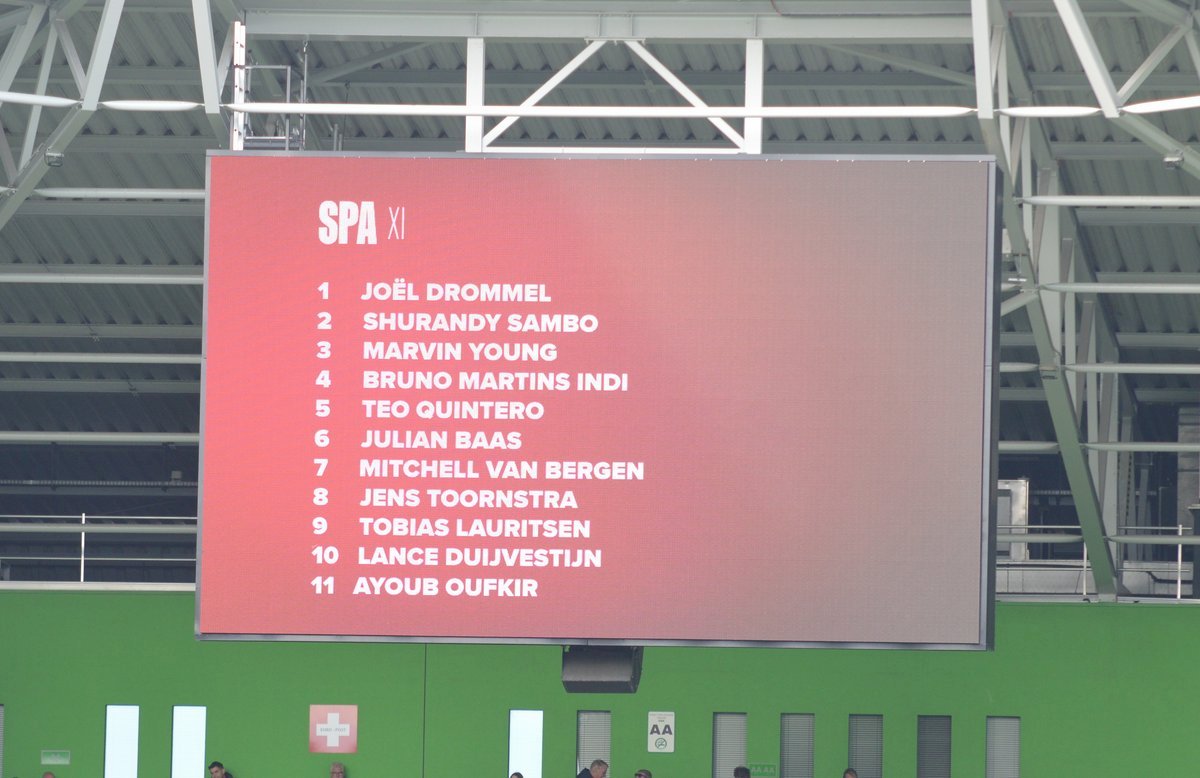 SPA XI
1 JOËL DROMMEL
2 SHURANDY SAMBO
3 MARVIN YOUNG
4 BRUNO MARTINS INDI
5 TEO QUINTERO
6 JULIAN BAAS
7 MITCHELL VAN BERGEN
8 JENS TOORNSTRA
9 TOBIAS LAURITSEN
10 LANCE DUIJVESTIJN
11 AYOUB OUFKIR
AA